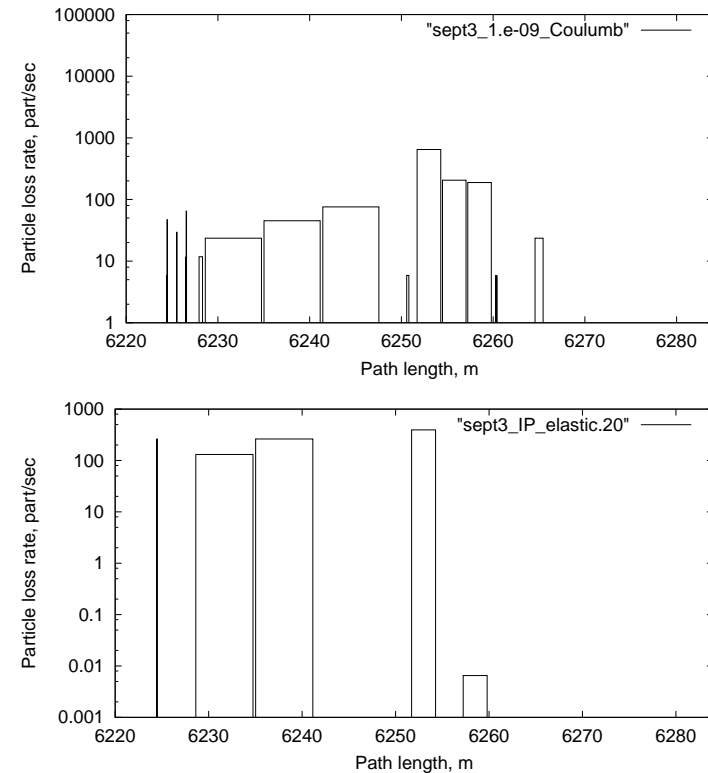 100000
"sept3_1.e-09_Coulumb"
10000
1000
100
10
1
Particle loss rate, part/sec
6220 6230 6240 6250 6260 6270 6280
Path length, m
1000
"sept3_IP_elastic.20"
100
10
1
0.1
0.01
0.001
Particle loss rate, part/sec
6220 6230 6240 6250 6260 6270 6280
Path length, m